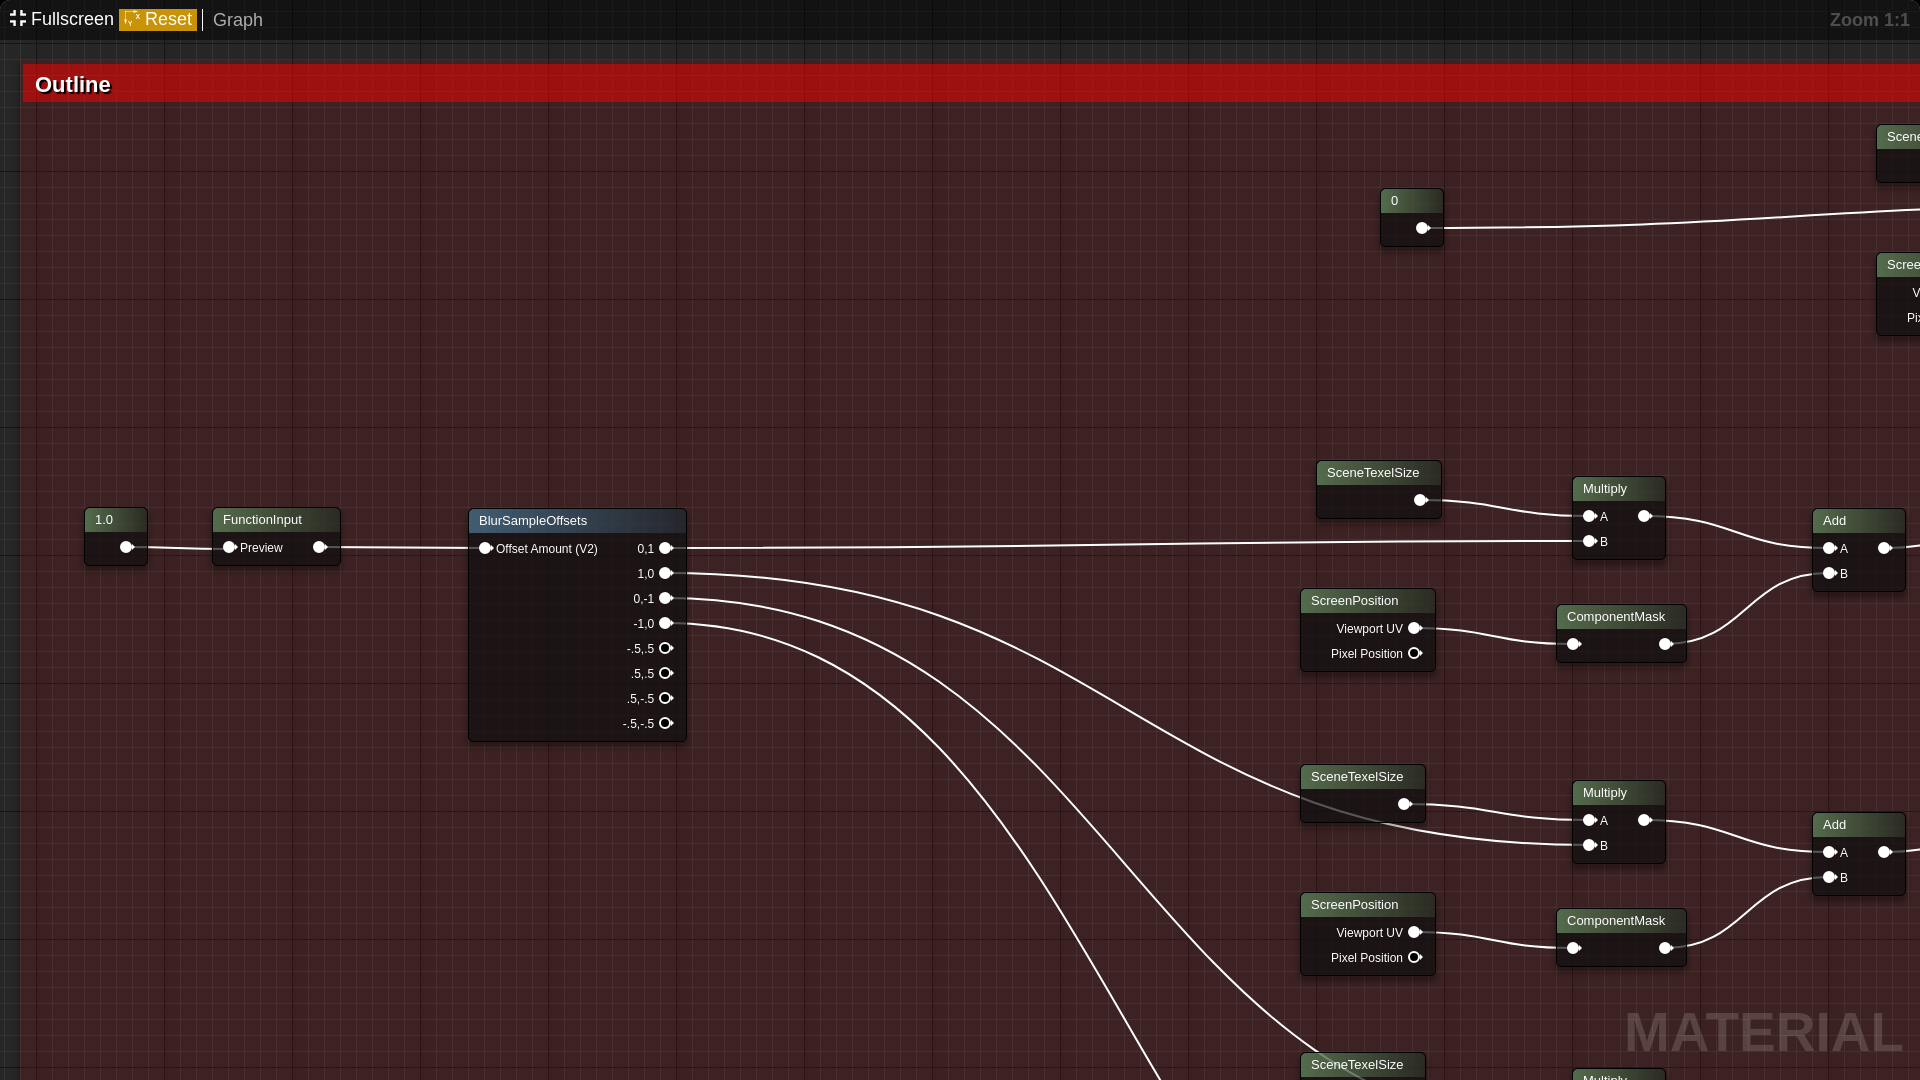 Fullscreen Reset Graph
Zoom 1:1
Outline
Scene
0
Scree
V
Pix
SceneTexelSize
Multiply
A
B
1.0
FunctionInput
Preview
BlurSampleOffsets
Offset Amount (V2) 0,1
1,0
0,-1
-1,0
-.5,.5
.5,.5
.5,-.5
-.5,-.5
Add
A
B
ScreenPosition
Viewport UV
Pixel Position
ComponentMask
SceneTexelSize
Multiply
A
B
Add
A
B
ScreenPosition
Viewport UV
Pixel Position
ComponentMask
MATERIAL
SceneTexelSize
Multiply